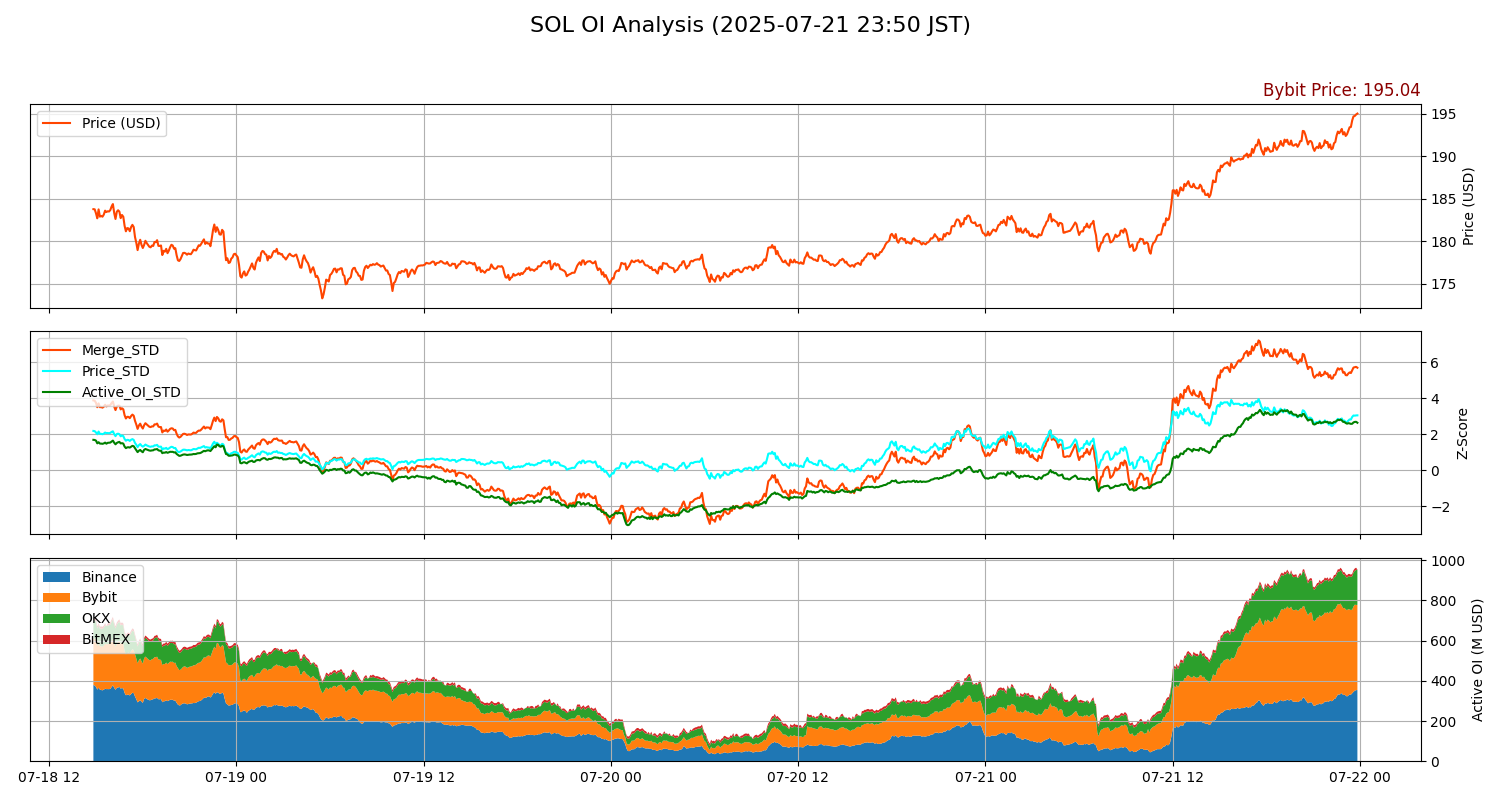 SOL OI Analysis (2025-07-21 23:50 JST)
Bybit Price: 195.04
Price (USD)
195
190
185
180
175
Price (USD)
Merge_STD
Price_STD
Active_OI_STD
6
4
2
0
−2
Z-Score
Binance
Bybit
OKX
BitMEX
1000
800
600
400
200
0
Active OI (M USD)
07-18 12
07-19 00
07-19 12
07-20 00
07-20 12
07-21 00
07-21 12
07-22 00